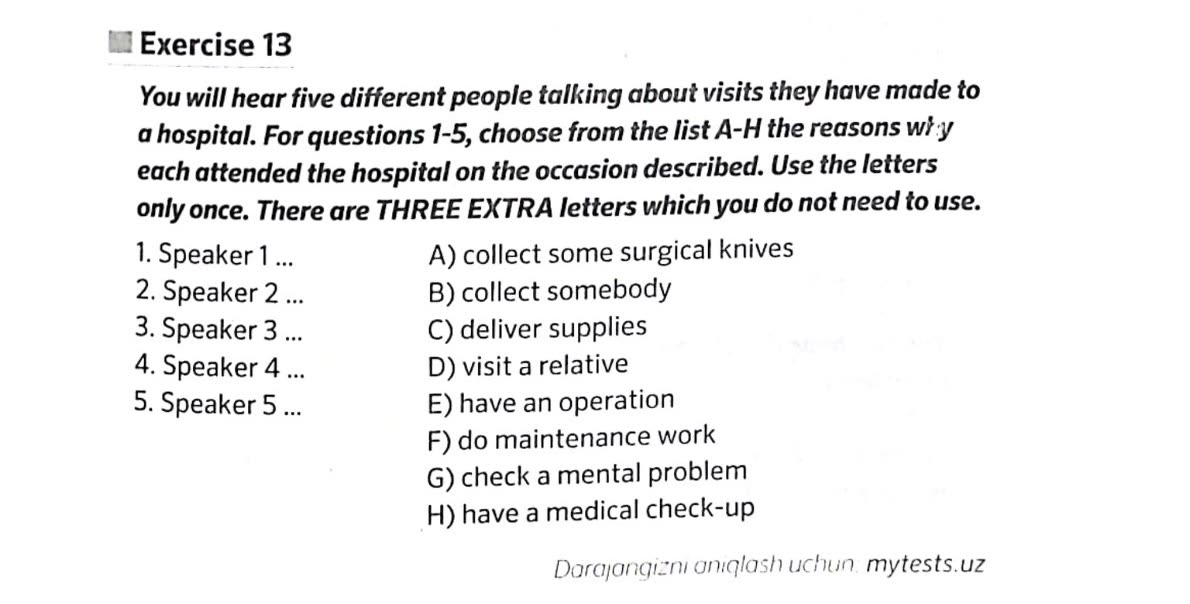 Exercise 13
You will hear five different people talking about visits they have made to
a hospital. For questions 1-5, choose from the list A-H the reasons why
each attended the hospital on the occasion described. Use the letters
only once. There are THREE EXTRA letters which you do not need to use.
1. Speaker 1 ...
2. Speaker 2 ...
3. Speaker 3 ...
4. Speaker 4 ...
5. Speaker 5 ...
A) collect some surgical knives
B) collect somebody
C) deliver supplies
D) visit a relative
E) have an operation
F) do maintenance work
G) check a mental problem
H) have a medical check-up
Darajangizni aniqlash uchun: mytests.uz